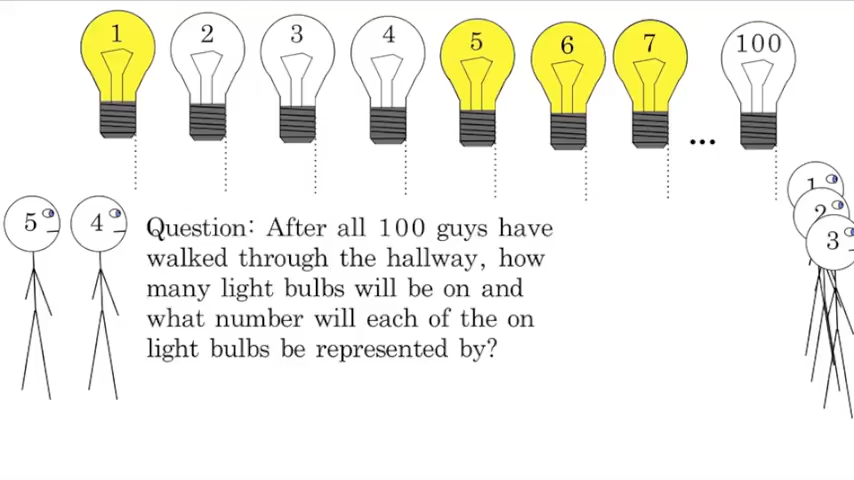 1 2 3 4 5 6 7 ... 100
1
2
3
5 4
Question: After all 100 guys have
walked through the hallway, how
many light bulbs will be on and
what number will each of the on
light bulbs be represented by?